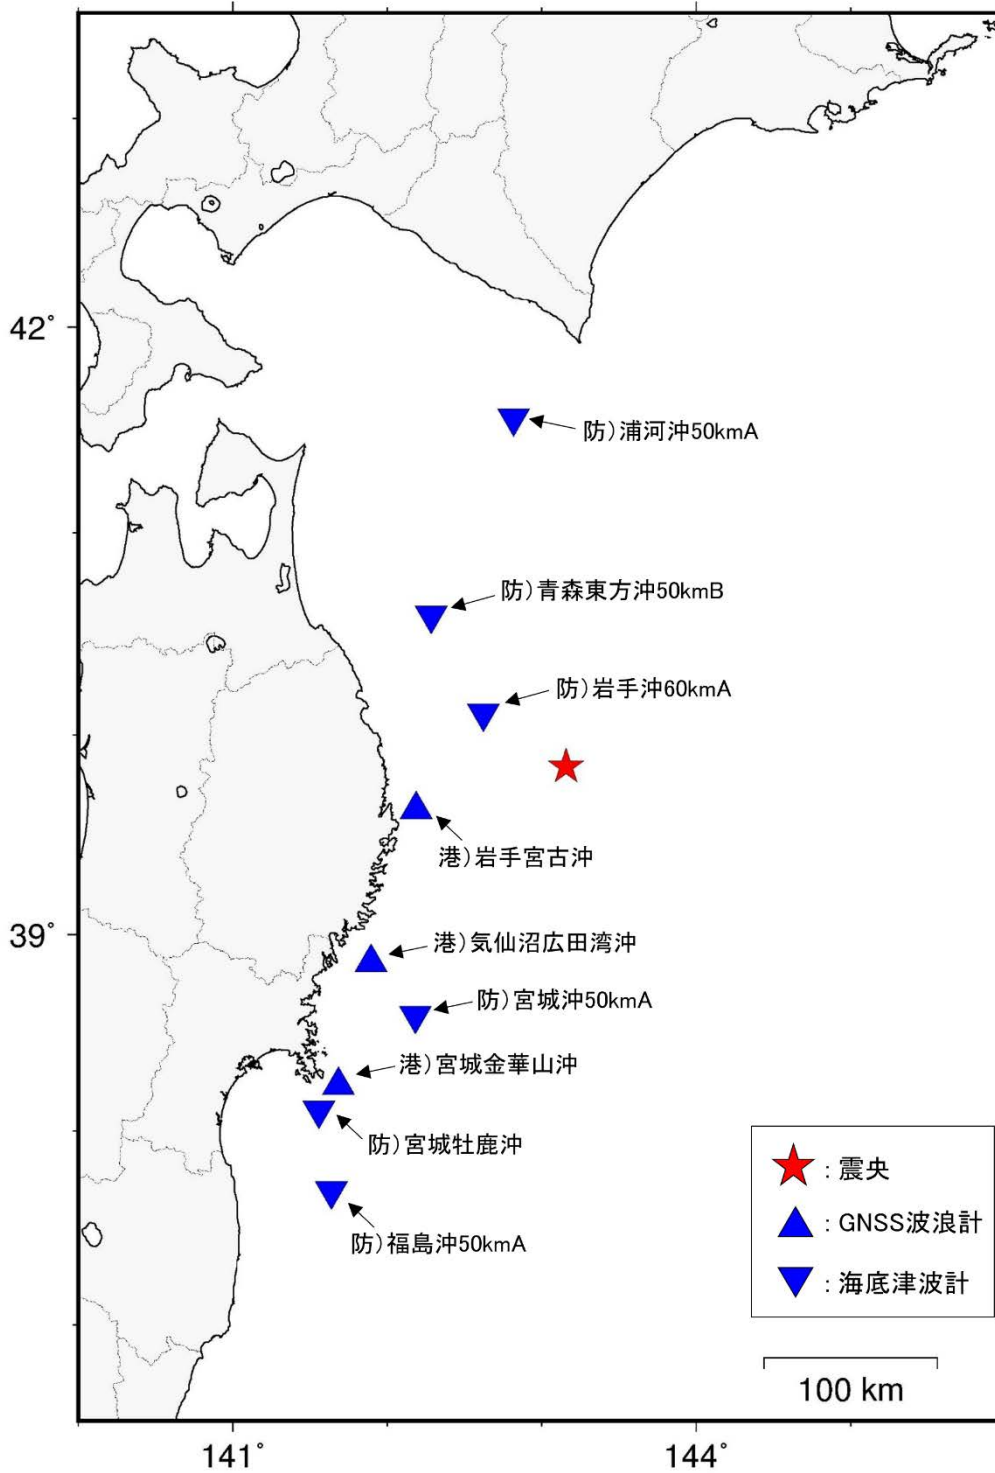 42°
防）浦河沖50kmA
防）青森東方沖50kmB
防）岩手沖60kmA
港）岩手宮古沖
39°
港）気仙沼広田湾沖
防）宮城沖50kmA
港）宮城金華山沖
防）宮城牡鹿沖
防）福島沖50kmA
：震央
：GNSS波浪計
：海底津波計
100 km
141°
144°